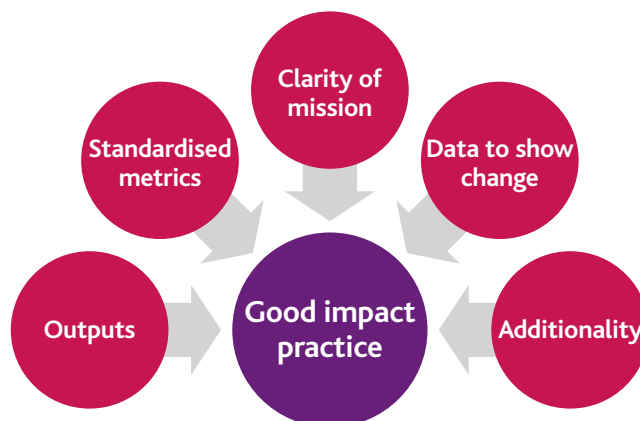 Clarity of
mission
Standardised
metrics
Data to show
change
Outputs
Good impact
practice
Additionality